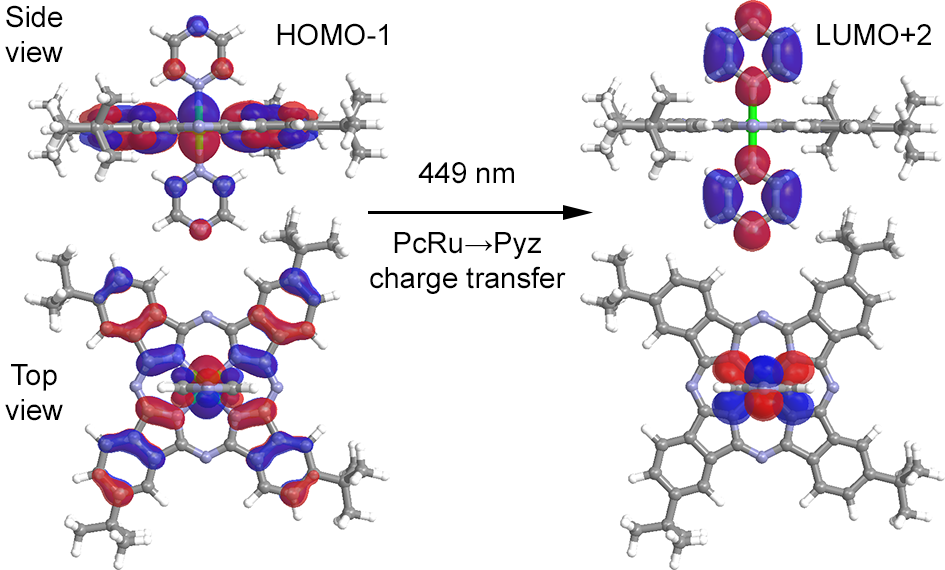 Side
view
HOMO-1
LUMO+2
449 nm
PcRu→Pyz
charge transfer
Top
view